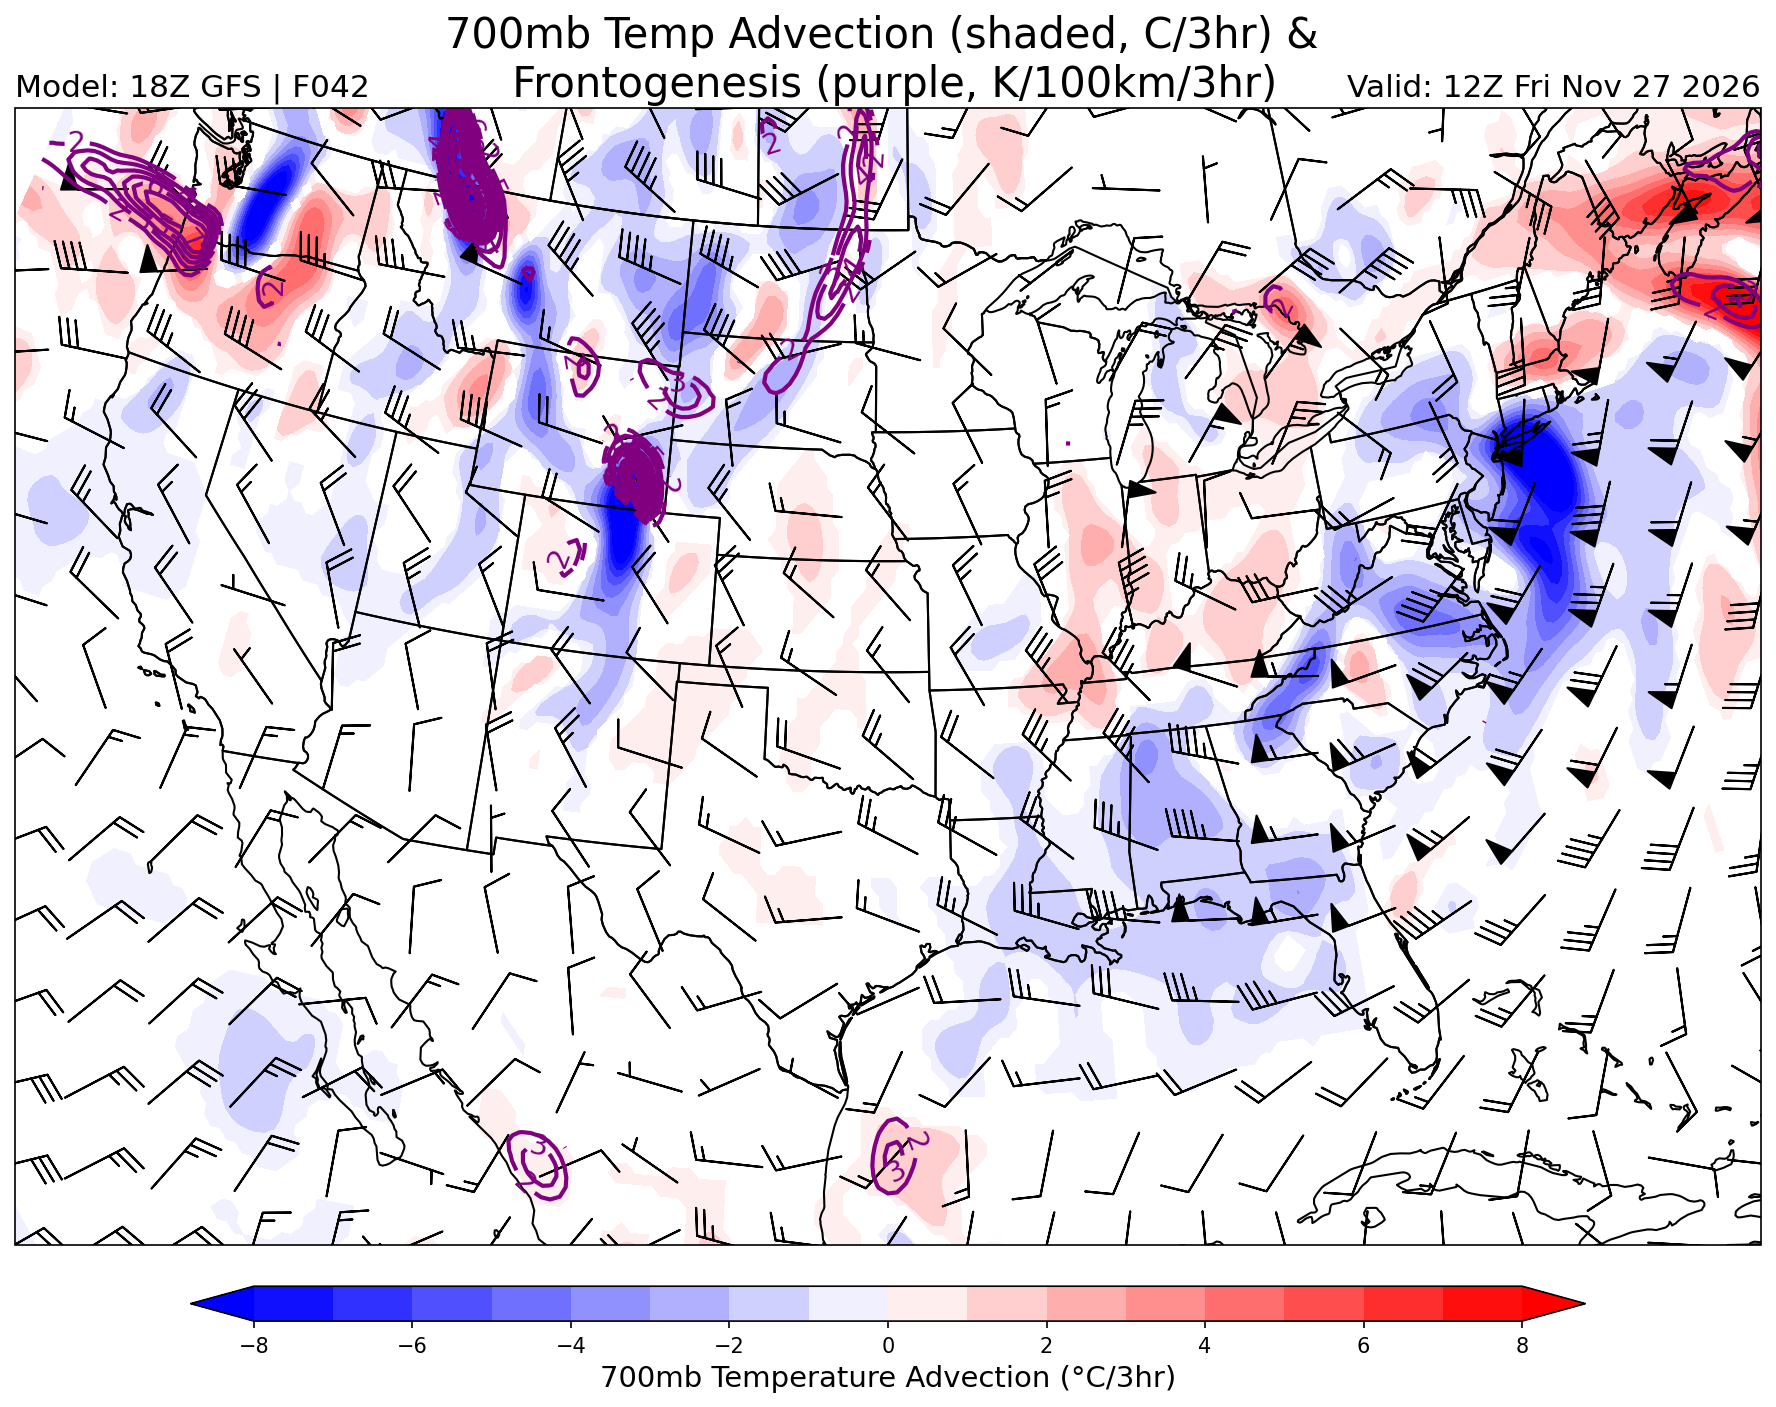 700mb Temp Advection (shaded, C/3hr) &
Frontogenesis (purple, K/100km/3hr)
Model: 18Z GFS | F042
Valid: 12Z Fri Nov 27 2026
−8 −6 −4 −2 0 2 4 6 8
700mb Temperature Advection (°C/3hr)